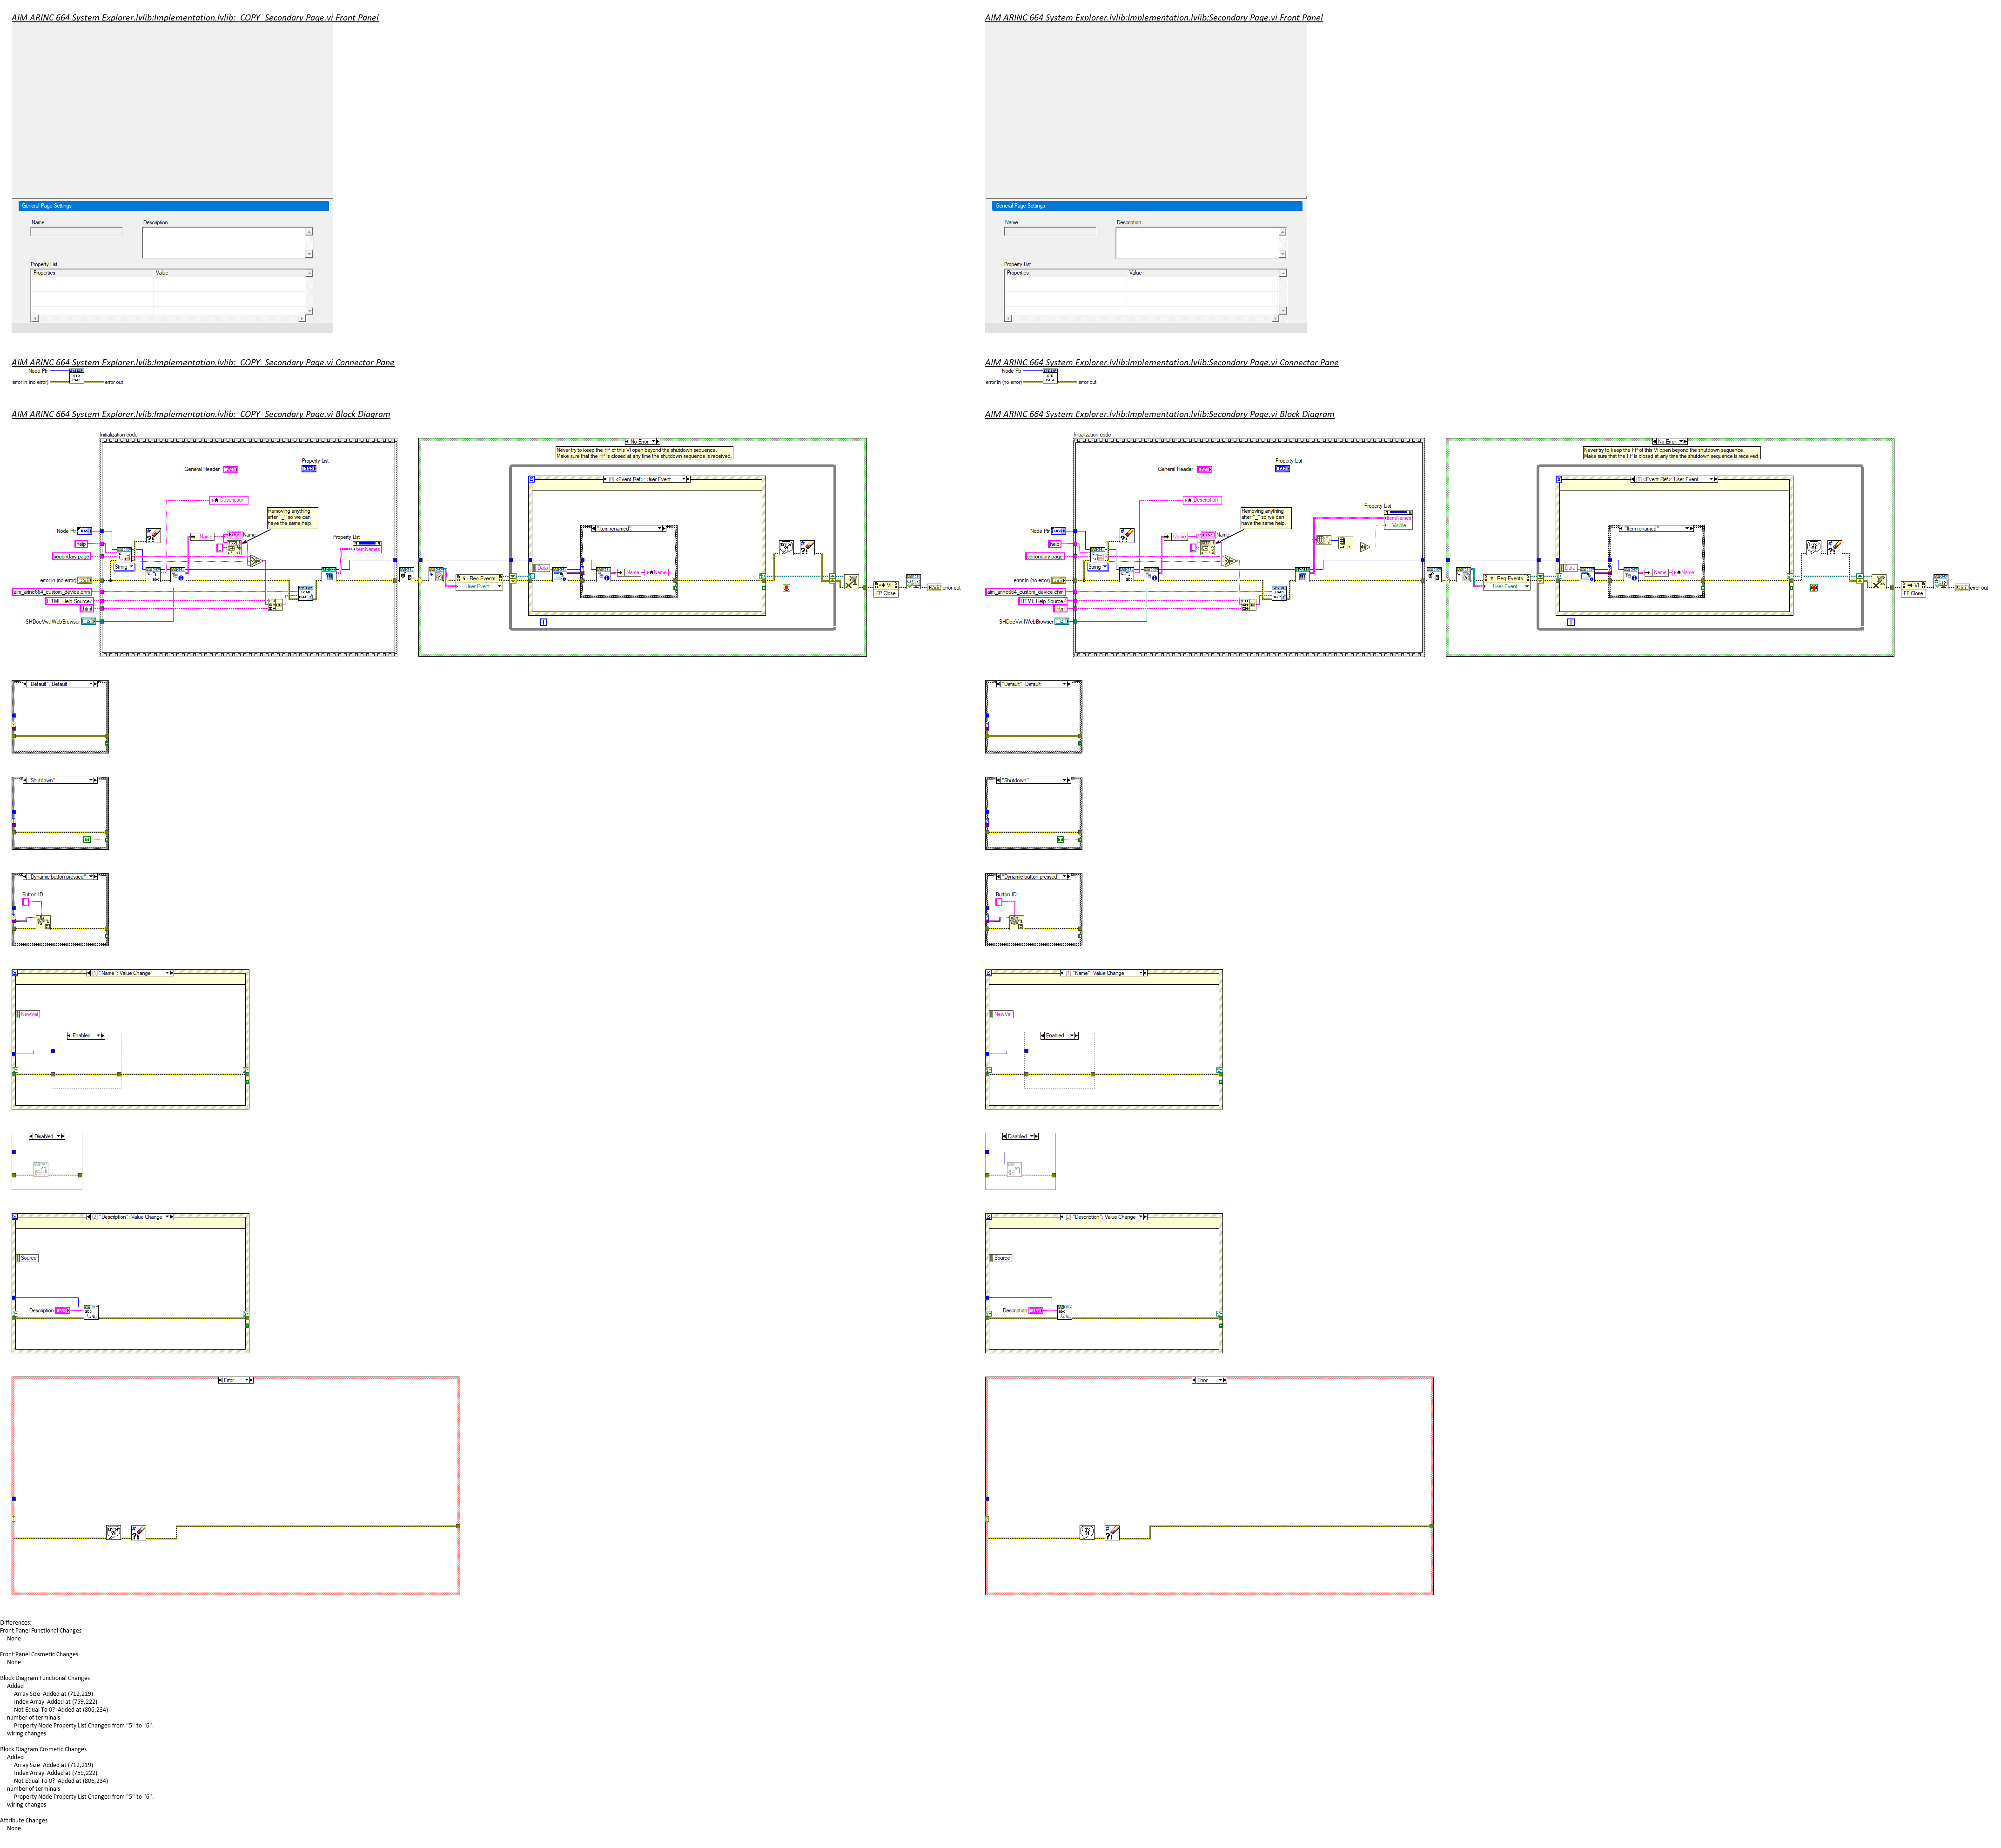 AIM ARINC 664 System Explorer.lvlib:Implementation.lvlib:_COPY_Secondary Page.vi Front Panel
General Page Settings
Name
Description
Property List
Properties Value
AIM ARINC 664 System Explorer.lvlib:Implementation.lvlib:_COPY_Secondary Page.vi Connector Pane
Node Ptr
error in (no error)
error out
AIM ARINC 664 System Explorer.lvlib:Implementation.lvlib:_COPY_Secondary Page.vi Block Diagram
Initialization code
General Header
Property List
Description
Removing anything
after "_" so we can
have the same help.
Node Ptr
help
secondary page
String
Name
Name
Property List
ItemNames
error in (no error)
aim_arinc664_custom_device.chm
HTML Help Source/
.html
SHDocVw.IWebBrowser
No Error
Never try to keep the FP of this VI open beyond the shutdown sequence.
Make sure that the FP is closed at any time the shutdown sequence is received.
[0] <Event Ref>: User Event
"Item renamed"
Data
Name
Name
Reg Events
User Event
VI
FP.Close
error out
"Default", Default
"Shutdown"
"Dynamic button pressed"
Button ID
[1] "Name": Value Change
NewVal
Enabled
Disabled
[2] "Description": Value Change
Source
Description
Error
AIM ARINC 664 System Explorer.lvlib:Implementation.lvlib:Secondary Page.vi Front Panel
General Page Settings
Name
Description
Property List
Properties Value
AIM ARINC 664 System Explorer.lvlib:Implementation.lvlib:Secondary Page.vi Connector Pane
Node Ptr
error in (no error)
error out
AIM ARINC 664 System Explorer.lvlib:Implementation.lvlib:Secondary Page.vi Block Diagram
Initialization code
General Header
Property List
Description
Removing anything
after "_" so we can
have the same help.
Node Ptr
help
secondary page
String
Name
Name
Property List
ItemNames
Visible
error in (no error)
aim_arinc664_custom_device.chm
HTML Help Source/
.html
SHDocVw.IWebBrowser
No Error
Never try to keep the FP of this VI open beyond the shutdown sequence.
Make sure that the FP is closed at any time the shutdown sequence is received.
[0] <Event Ref>: User Event
"Item renamed"
Data
Name
Name
Reg Events
User Event
VI
FP.Close
error out
"Default", Default
"Shutdown"
"Dynamic button pressed"
Button ID
[1] "Name": Value Change
NewVal
Enabled
Disabled
[2] "Description": Value Change
Source
Description
Error
Differences:
Front Panel Functional Changes
None
Front Panel Cosmetic Changes
None
Block Diagram Functional Changes
Added
Array Size Added at (712,219)
Index Array Added at (759,222)
Not Equal To 0? Added at (806,234)
number of terminals
Property Node Property List Changed from "5" to "6".
wiring changes
Block Diagram Cosmetic Changes
Added
Array Size Added at (712,219)
Index Array Added at (759,222)
Not Equal To 0? Added at (806,234)
number of terminals
Property Node Property List Changed from "5" to "6".
wiring changes
Attribute Changes
None